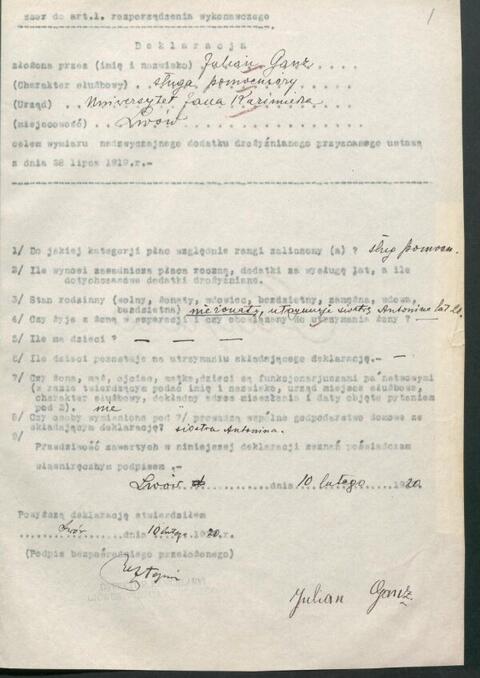 1
zzor do art.1. rozporządzenia wykonawczego
Deklaracja
złożona przez (imię i nazwisko) Julian Ganz
(Charakter służbowy) sługa pomocniczy
(Urząd) Uniwersytet Jana Kazimierza
(miejscowość) Lwów
celem wymiaru nadzwyczajnego dodatku drożyźnianego przyznanego ustawą
z dnia 28 lipca 1919.r.-
1/ Do jakiej kategorji płac względnie rangi zaliczony (a) ? sług pomocn.
2/ Ile wynosi zasadnicza płaca roczna, dodatki za wysługę lat, a ile
dotychczasowe dodatki drożyźniane.
3/ Stan rodzinny (wolny, żonaty, wdowiec, bezdzietny, zamężna, wdowa,
bezdzietna) nieżonaty, utrzymuje siostrę Antoninę lat 20.
4/ Czy żyje z żoną w separacji i czy obowiązany do utrzymania żony ? —
5/ Ile ma dzieci ? — — — —
6/ Ile dzieci pozostaje na utrzymaniu składającego deklarację.- — -
7/ Czy żona, mąż, ojciec, matka, dzieci są funkcjonarjuszami państwowymi
(a razie twierdzącym podać imię i nazwisko, urząd miejsce służbowe,
charakter służbowy, dokładny adres mieszkania i daty objęte pytaniem
pod 2). nie
8/ Czy osoby wymienione pod 7/ prowadzą wspólne gospodarstwo domowe ze
składającym deklarację? siostra Antonina.
9/
Prawdziwość zawartych w niniejszej deklaracji zeznań poświadczam
własnoręcznym podpisem .-
Lwów dnia 10 lutego 1920.
Powyższą deklarację stwierdziłem
Lwów dnia 10 lutego 1920.r.
(Podpis bezpośredniego przełożonego)
Julian Ganz